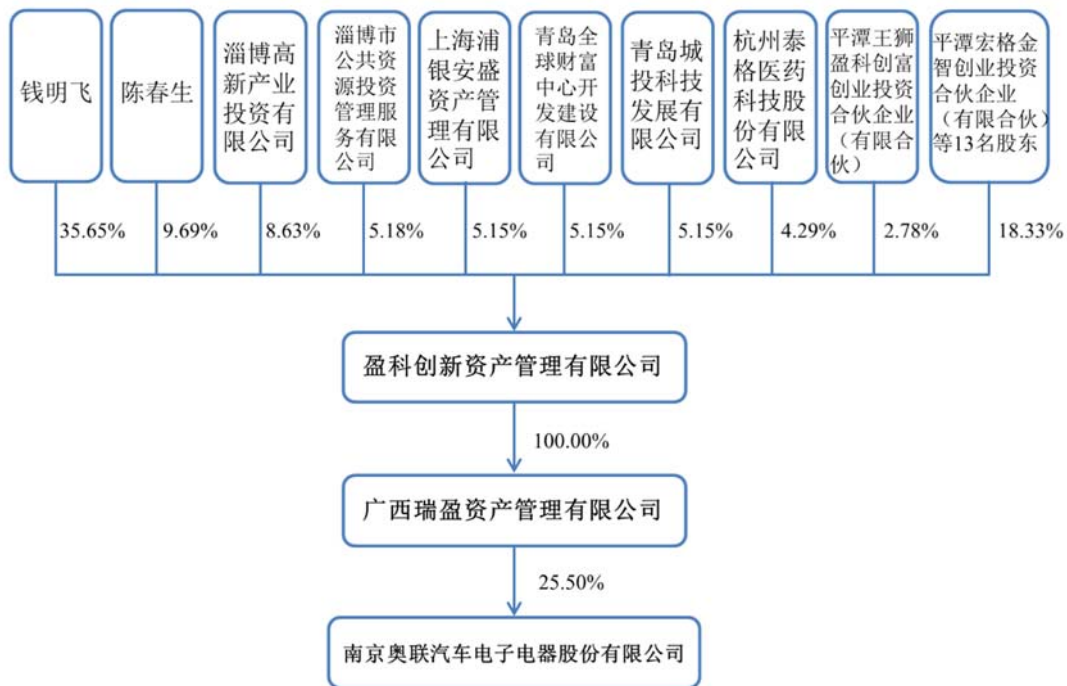 钱明飞
陈春生
淄博高
新产业
投资有
限公司
淄博市
公共资
源投资
管理服
务有限
公司
上海浦
银安盛
资产管
理有限
公司
青岛全
球财富
中心开
发建设
有限公
司
青岛城
投科技
发展有
限公司
杭州泰
格医药
科技股
份有限
公司
平潭王狮
盈科创富
创业投资
合伙企业
（有限合
伙）
平潭宏格金
智创业投资
合伙企业
（有限合伙）
等13名股东
35.65%
9.69%
8.63%
5.18%
5.15%
5.15%
5.15%
4.29%
2.78%
18.33%
盈科创新资产管理有限公司
100.00%
广西瑞盈资产管理有限公司
25.50%
南京奥联汽车电子电器股份有限公司